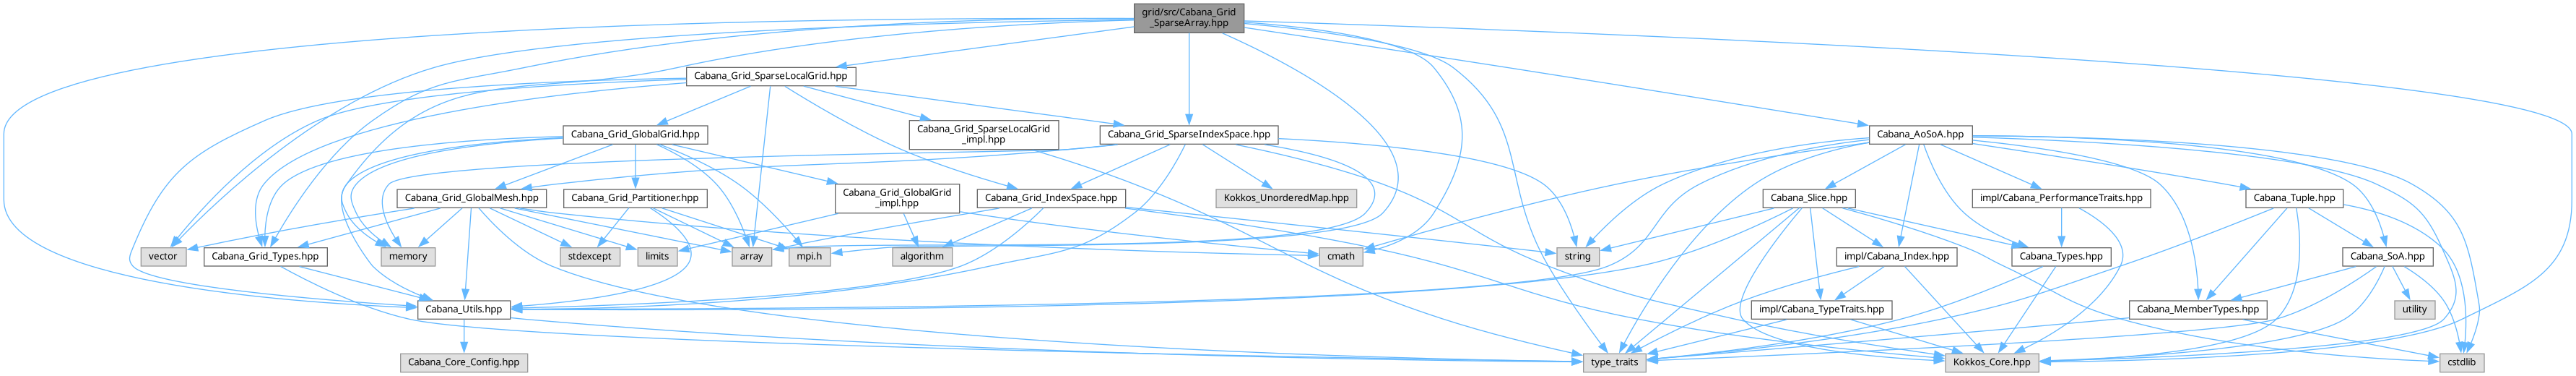 grid/src/Cabana_Grid
_SparseArray.hpp
Cabana_Grid_SparseLocalGrid.hpp
Cabana_Grid_GlobalGrid.hpp
Cabana_Grid_SparseLocalGrid
_impl.hpp
Cabana_Grid_SparseIndexSpace.hpp
Cabana_AoSoA.hpp
Cabana_Grid_GlobalMesh.hpp
Cabana_Grid_Partitioner.hpp
Cabana_Grid_GlobalGrid
_impl.hpp
Cabana_Grid_IndexSpace.hpp
Kokkos_UnorderedMap.hpp
Cabana_Slice.hpp
impl/Cabana_PerformanceTraits.hpp
Cabana_Tuple.hpp
vector
Cabana_Grid_Types.hpp
memory
stdexcept
limits
array
mpi.h
algorithm
cmath
string
impl/Cabana_Index.hpp
Cabana_Types.hpp
Cabana_SoA.hpp
Cabana_Utils.hpp
impl/Cabana_TypeTraits.hpp
Cabana_MemberTypes.hpp
utility
Cabana_Core_Config.hpp
type_traits
Kokkos_Core.hpp
cstdlib